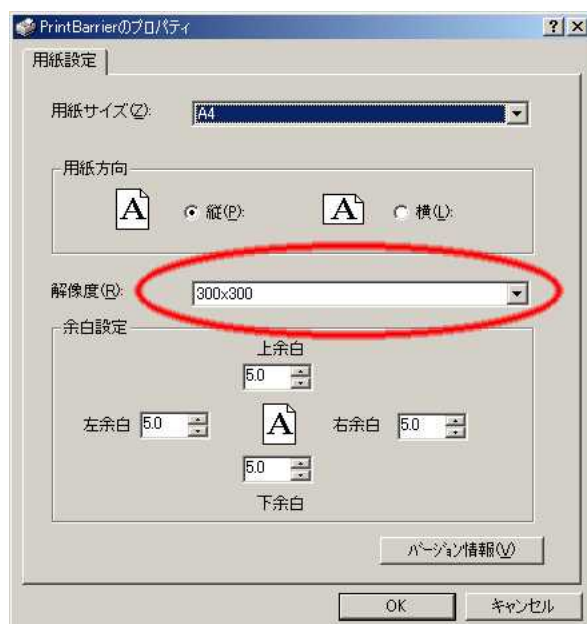 PrintBarrierのプロパティ
用紙設定
用紙サイズ(Z):
A4
用紙方向
A
縦(P):
A
横(L):
解像度(R):
300x300
余白設定
上余白
5.0
左余白 5.0
A
右余白 5.0
5.0
下余白
バージョン情報(V)
OK
キャンセル